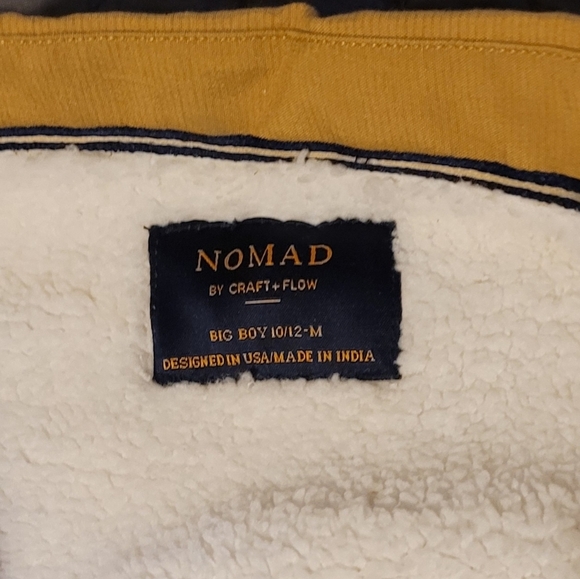 NOMAD
BY CRAFT + FLOW
BIG BOY 10/12-M
DESIGNED IN USA/MADE IN INDIA